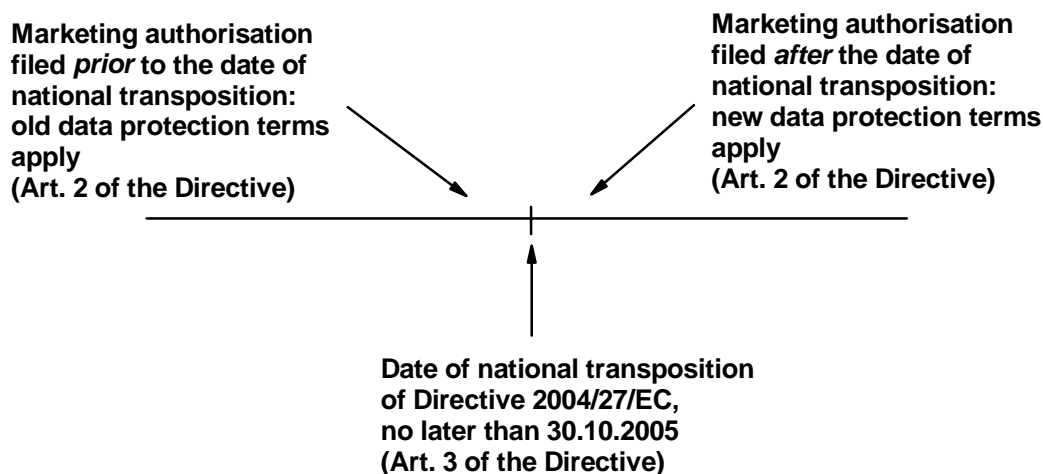 Marketing authorisation
filed prior to the date of
national transposition:
old data protection terms
apply
(Art. 2 of the Directive)
Marketing authorisation
filed after the date of
national transposition:
new data protection terms
apply
(Art. 2 of the Directive)
Date of national transposition
of Directive 2004/27/EC,
no later than 30.10.2005
(Art. 3 of the Directive)